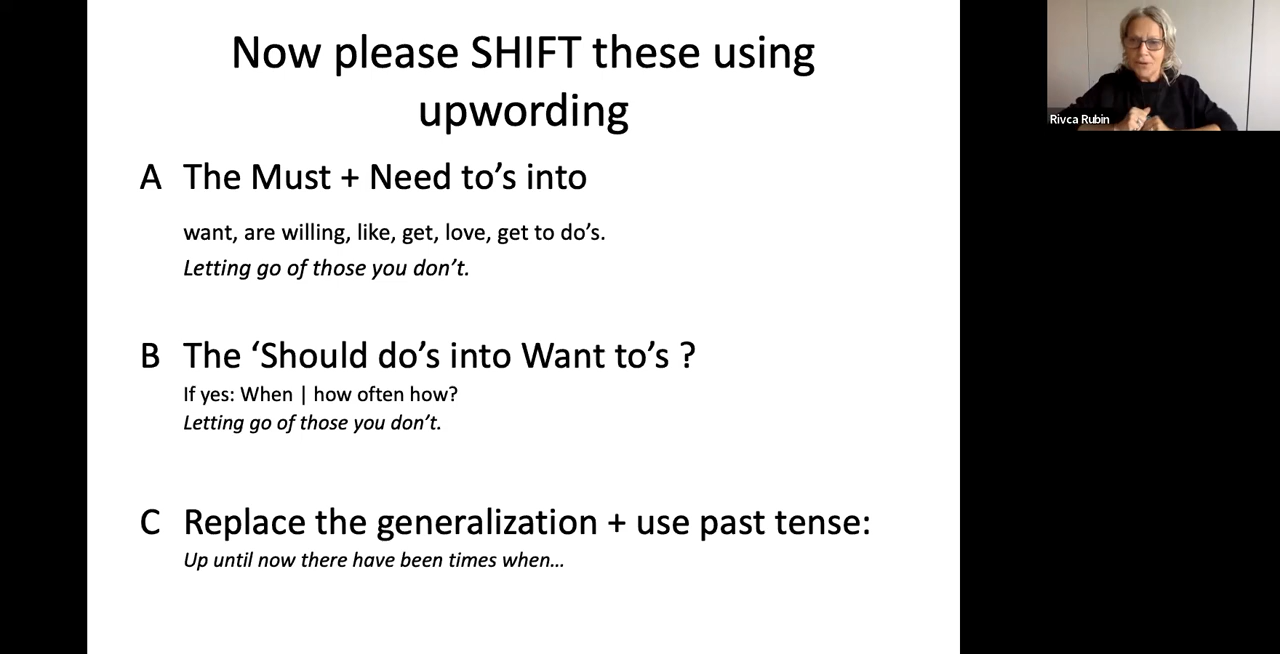 Now please SHIFT these using
upwording
A The Must + Need to’s into
want, are willing, like, get, love, get to do’s.
Letting go of those you don’t.
B The ‘Should do’s into Want to’s ?
If yes: When | how often how?
Letting go of those you don’t.
C Replace the generalization + use past tense:
Up until now there have been times when…
Rivca Rubin